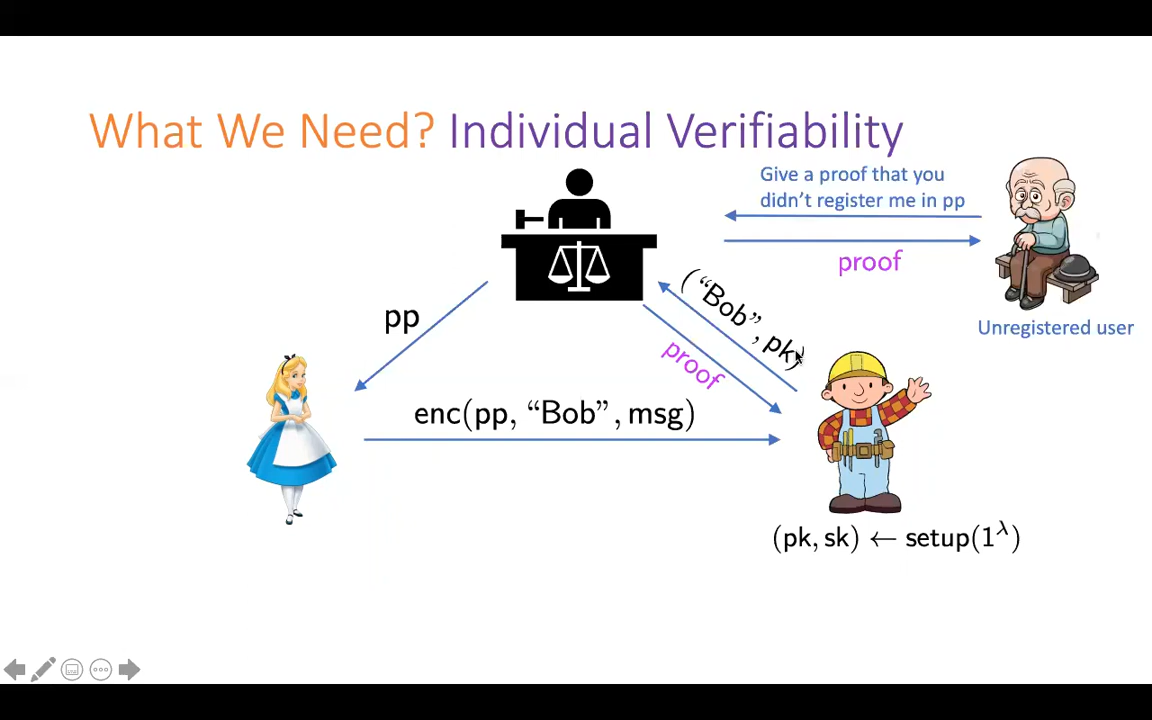 What We Need? Individual Verifiability
Give a proof that you
didn't register me in pp
proof
Unregistered user
pp
("Bob", pk)
proof
enc(pp, "Bob", msg)
(pk, sk) ← setup(1^λ)